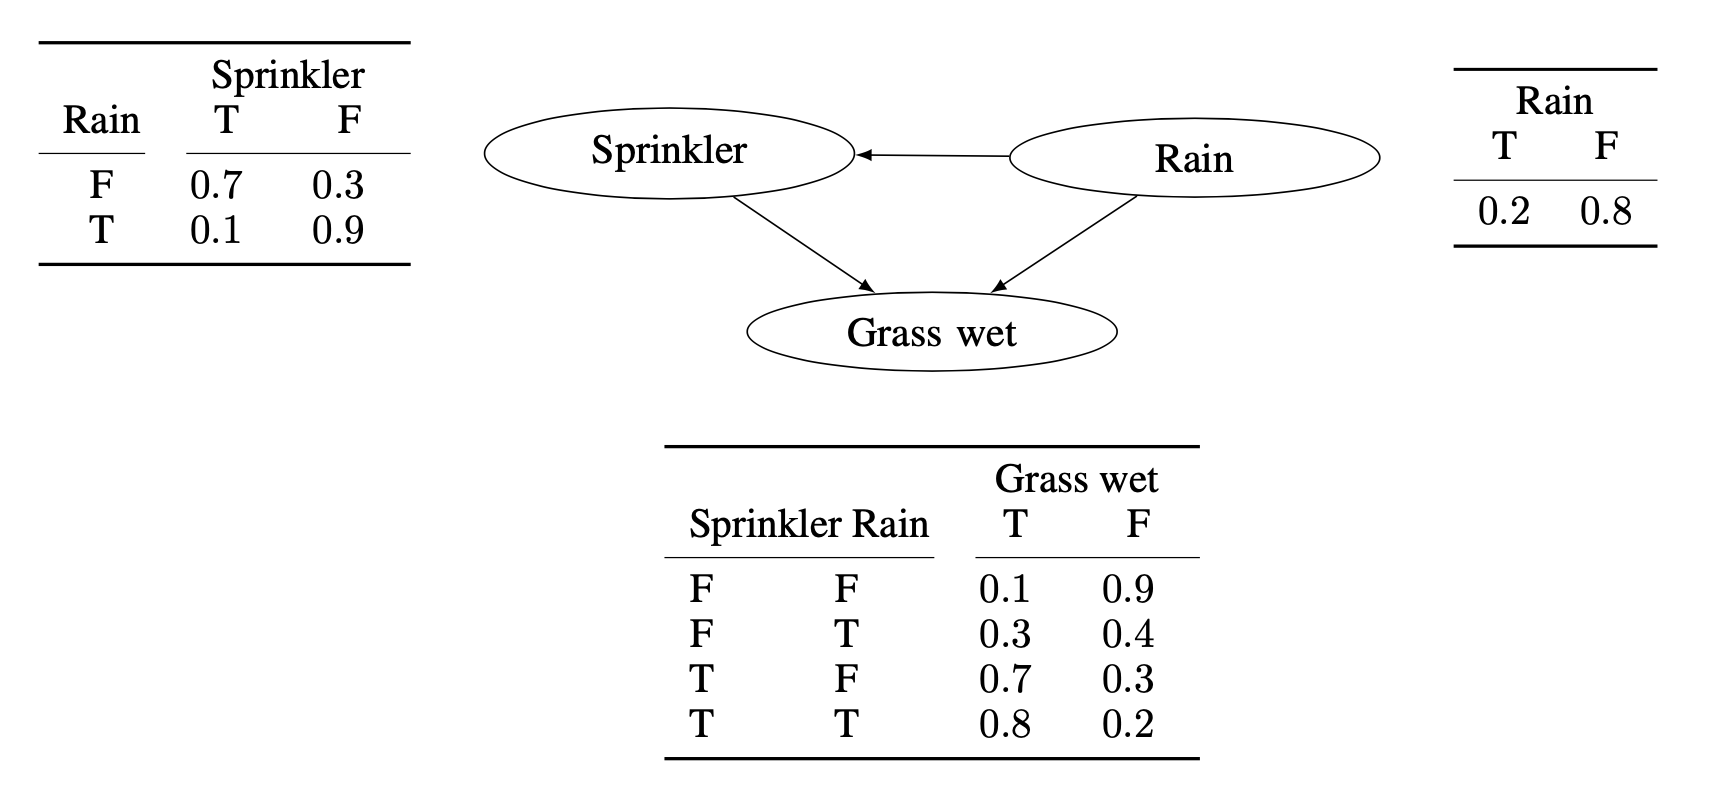 Sprinkler
Rain T F
F 0.7 0.3
T 0.1 0.9
Sprinkler
Rain
Rain
T F
0.2 0.8
Grass wet
Grass wet
Sprinkler Rain T F
F F 0.1 0.9
F T 0.3 0.4
T F 0.7 0.3
T T 0.8 0.2